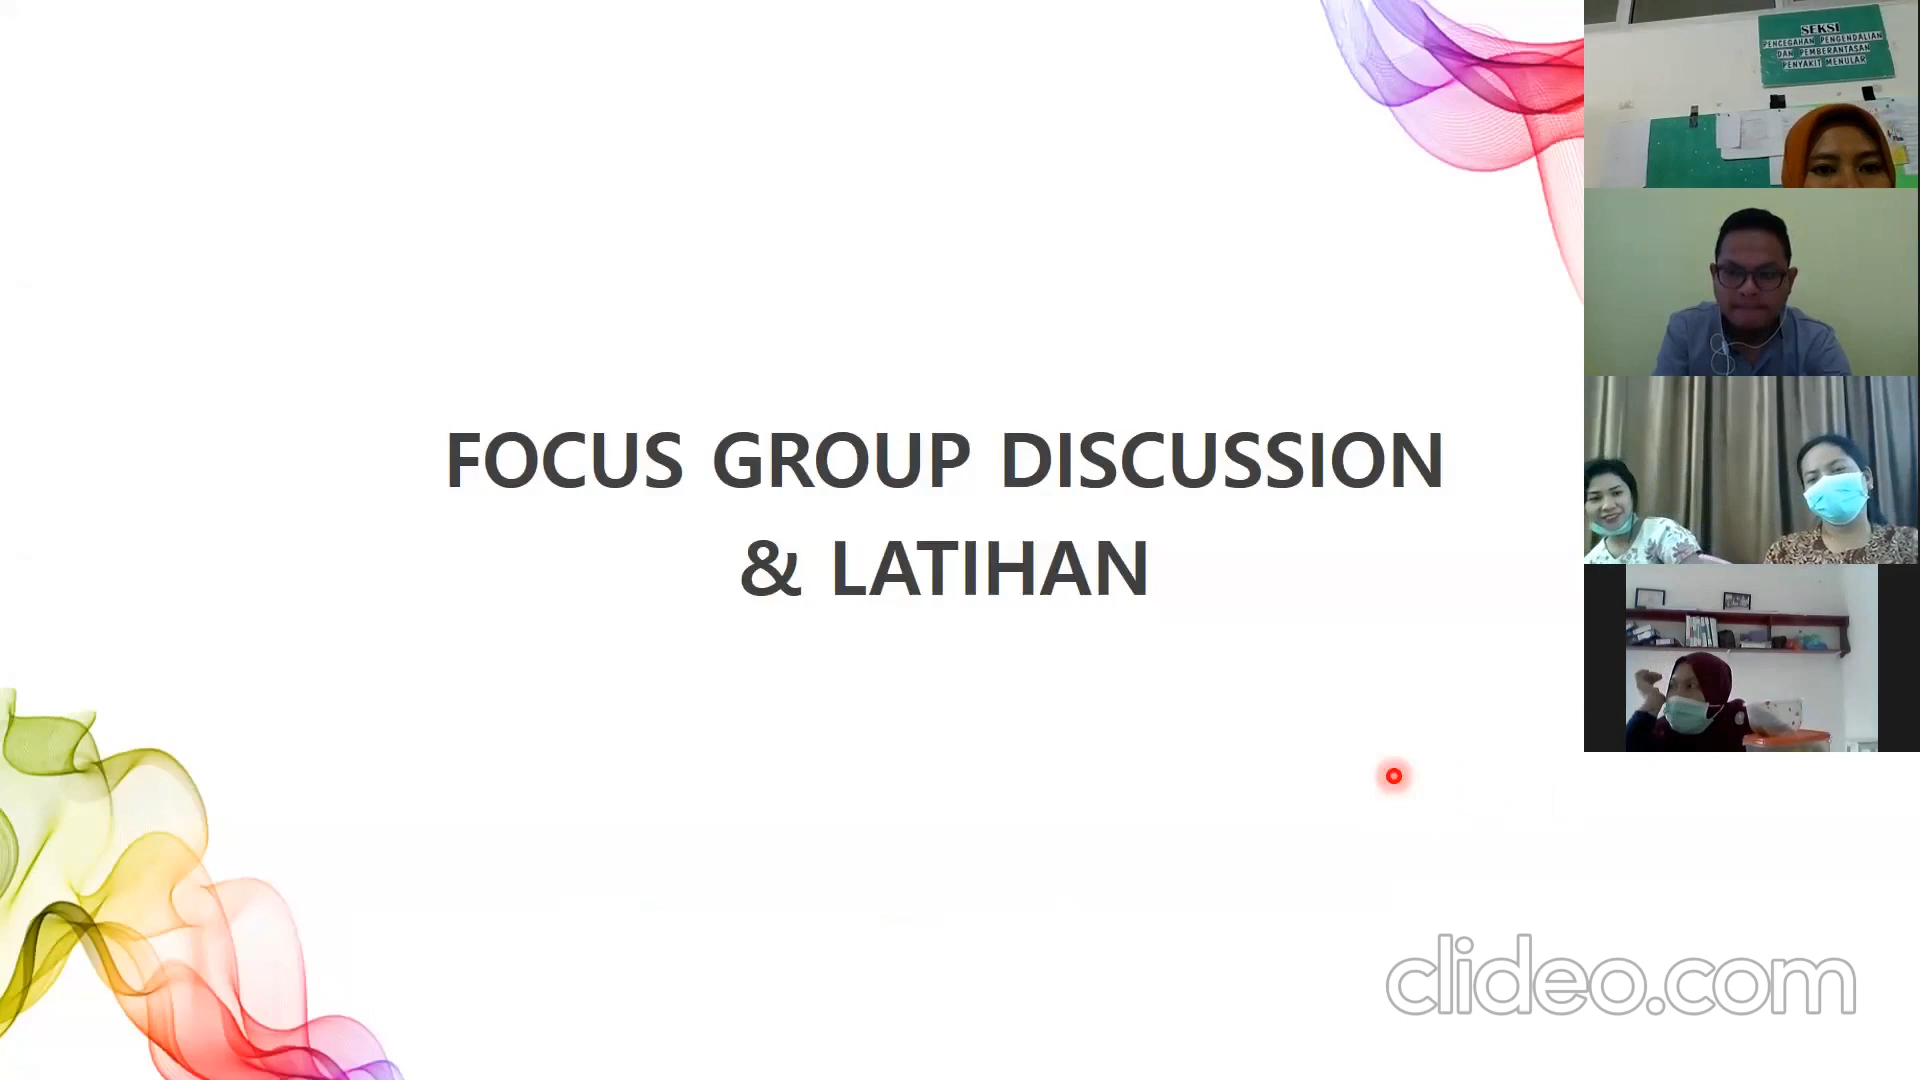 FOCUS GROUP DISCUSSION
& LATIHAN
SEKSI
PENCEGAHAN PENGENDALIAN
DAN PEMBERANTASAN
PENYAKIT MENULAR
clideo.com